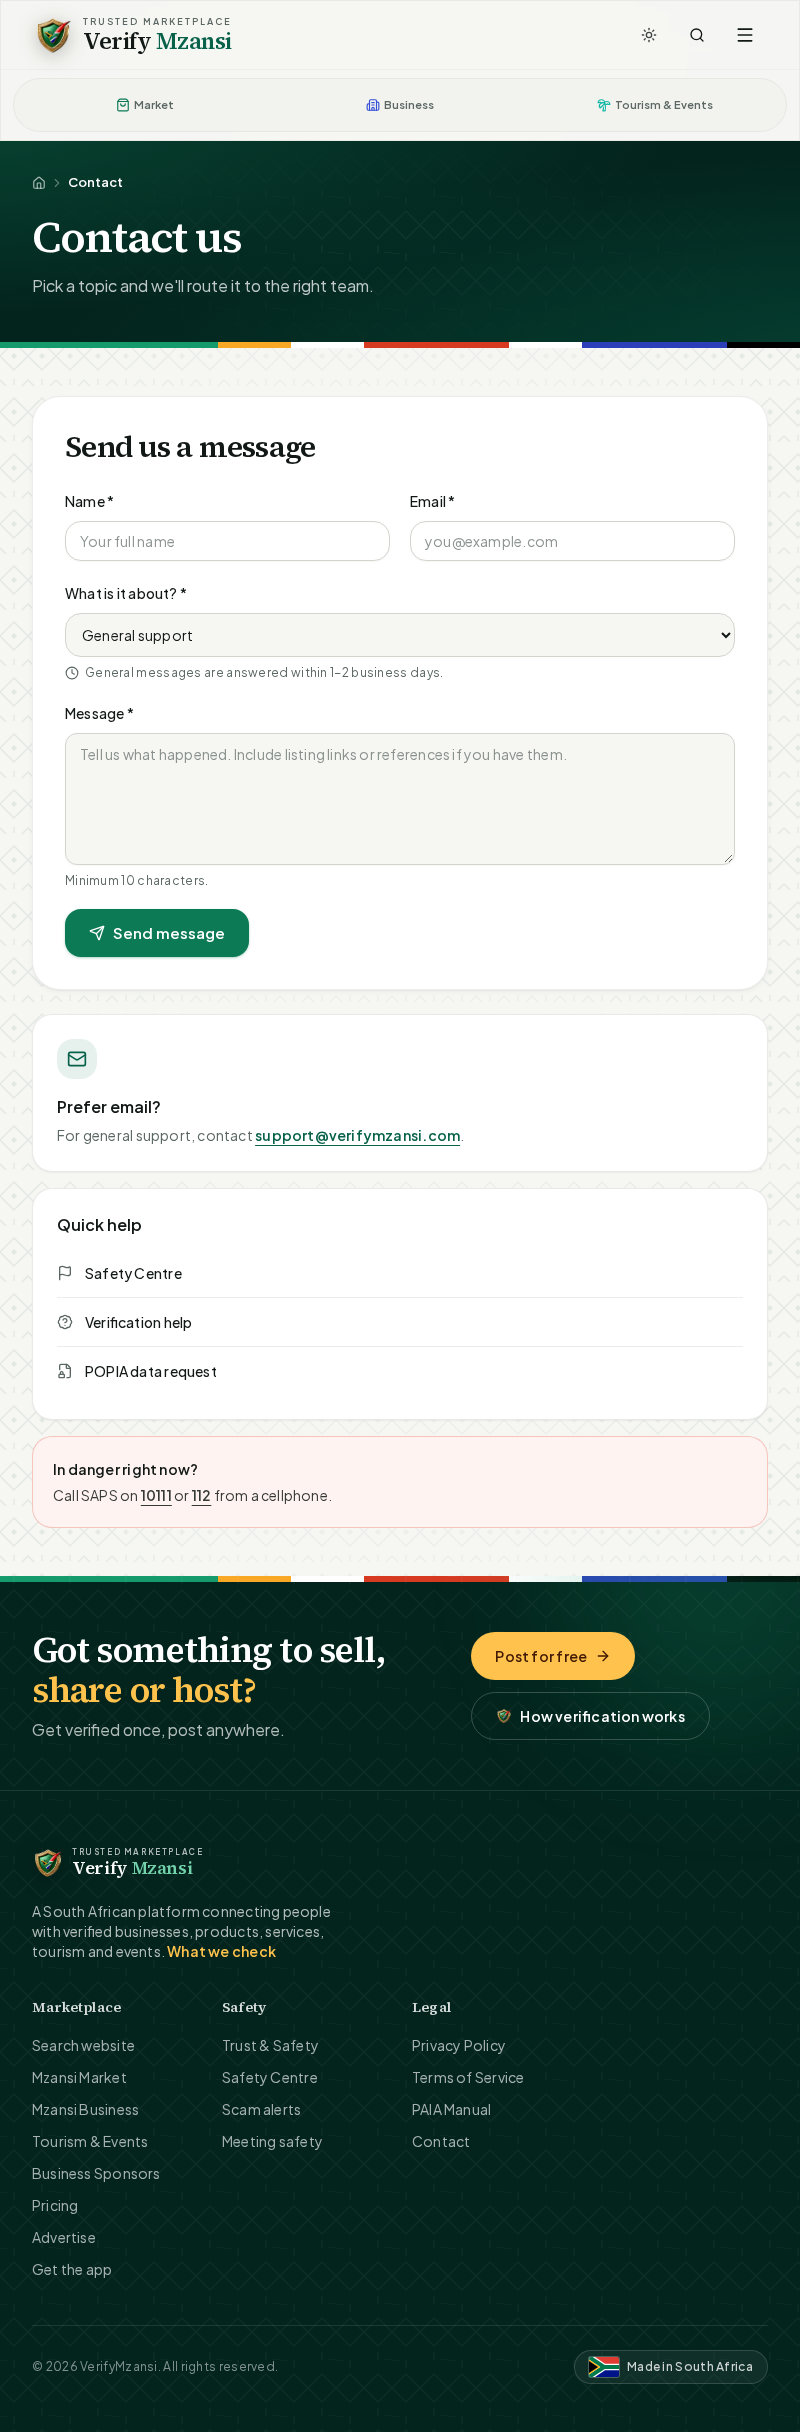 TRUSTED MARKETPLACE
Verify Mzansi
Market
Business
Tourism & Events
Contact
Contact us
Pick a topic and we'll route it to the right team.
Send us a message
Name *
Email *
Your full name
you@example.com
What is it about? *
General support
General messages are answered within 1–2 business days.
Message *
Tell us what happened. Include listing links or references if you have them.
Minimum 10 characters.
Send message
Prefer email?
For general support, contact support@verifymzansi.com.
Quick help
Safety Centre
Verification help
POPIA data request
In danger right now?
Call SAPS on 10111 or 112 from a cellphone.
Got something to sell,
share or host?
Get verified once, post anywhere.
Post for free
How verification works
TRUSTED MARKETPLACE
Verify Mzansi
A South African platform connecting people
with verified businesses, products, services,
tourism and events. What we check
Marketplace
Search website
Mzansi Market
Mzansi Business
Tourism & Events
Business Sponsors
Pricing
Advertise
Get the app
Safety
Trust & Safety
Safety Centre
Scam alerts
Meeting safety
Legal
Privacy Policy
Terms of Service
PAIA Manual
Contact
© 2026 VerifyMzansi. All rights reserved.
Made in South Africa